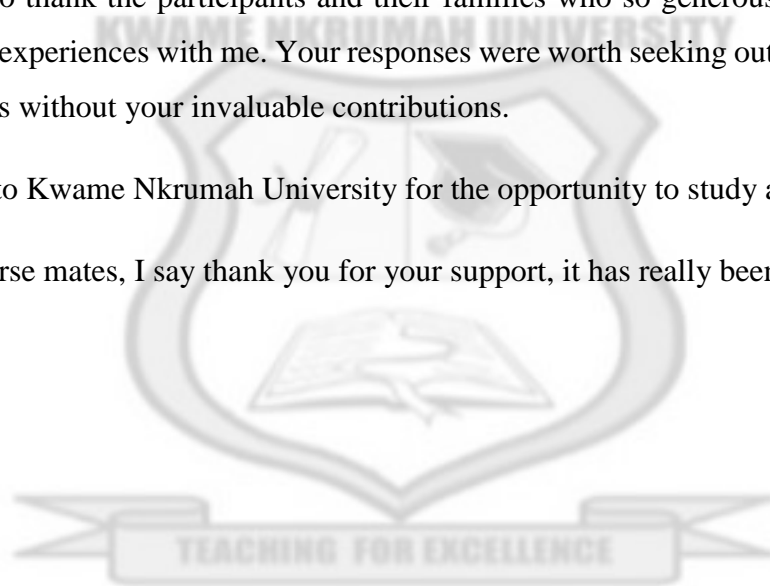 o thank the participants and their families who so generous
KWAME NKRUMAH UNIVERSITY
experiences with me. Your responses were worth seeking out
s without your invaluable contributions.
to Kwame Nkrumah University for the opportunity to study a
rse mates, I say thank you for your support, it has really been
TEACHING FOR EXCELLENCE